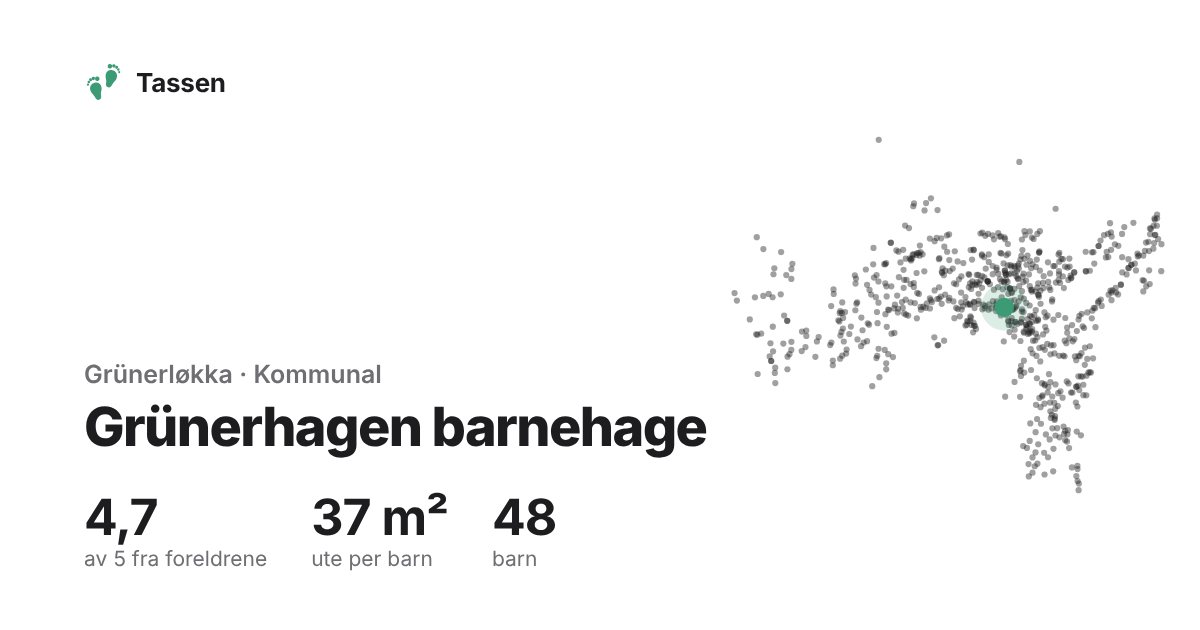 Tassen
Grünerløkka · Kommunal
Grünerhagen barnehage
4,7
av 5 fra foreldrene
37 m²
ute per barn
48
barn